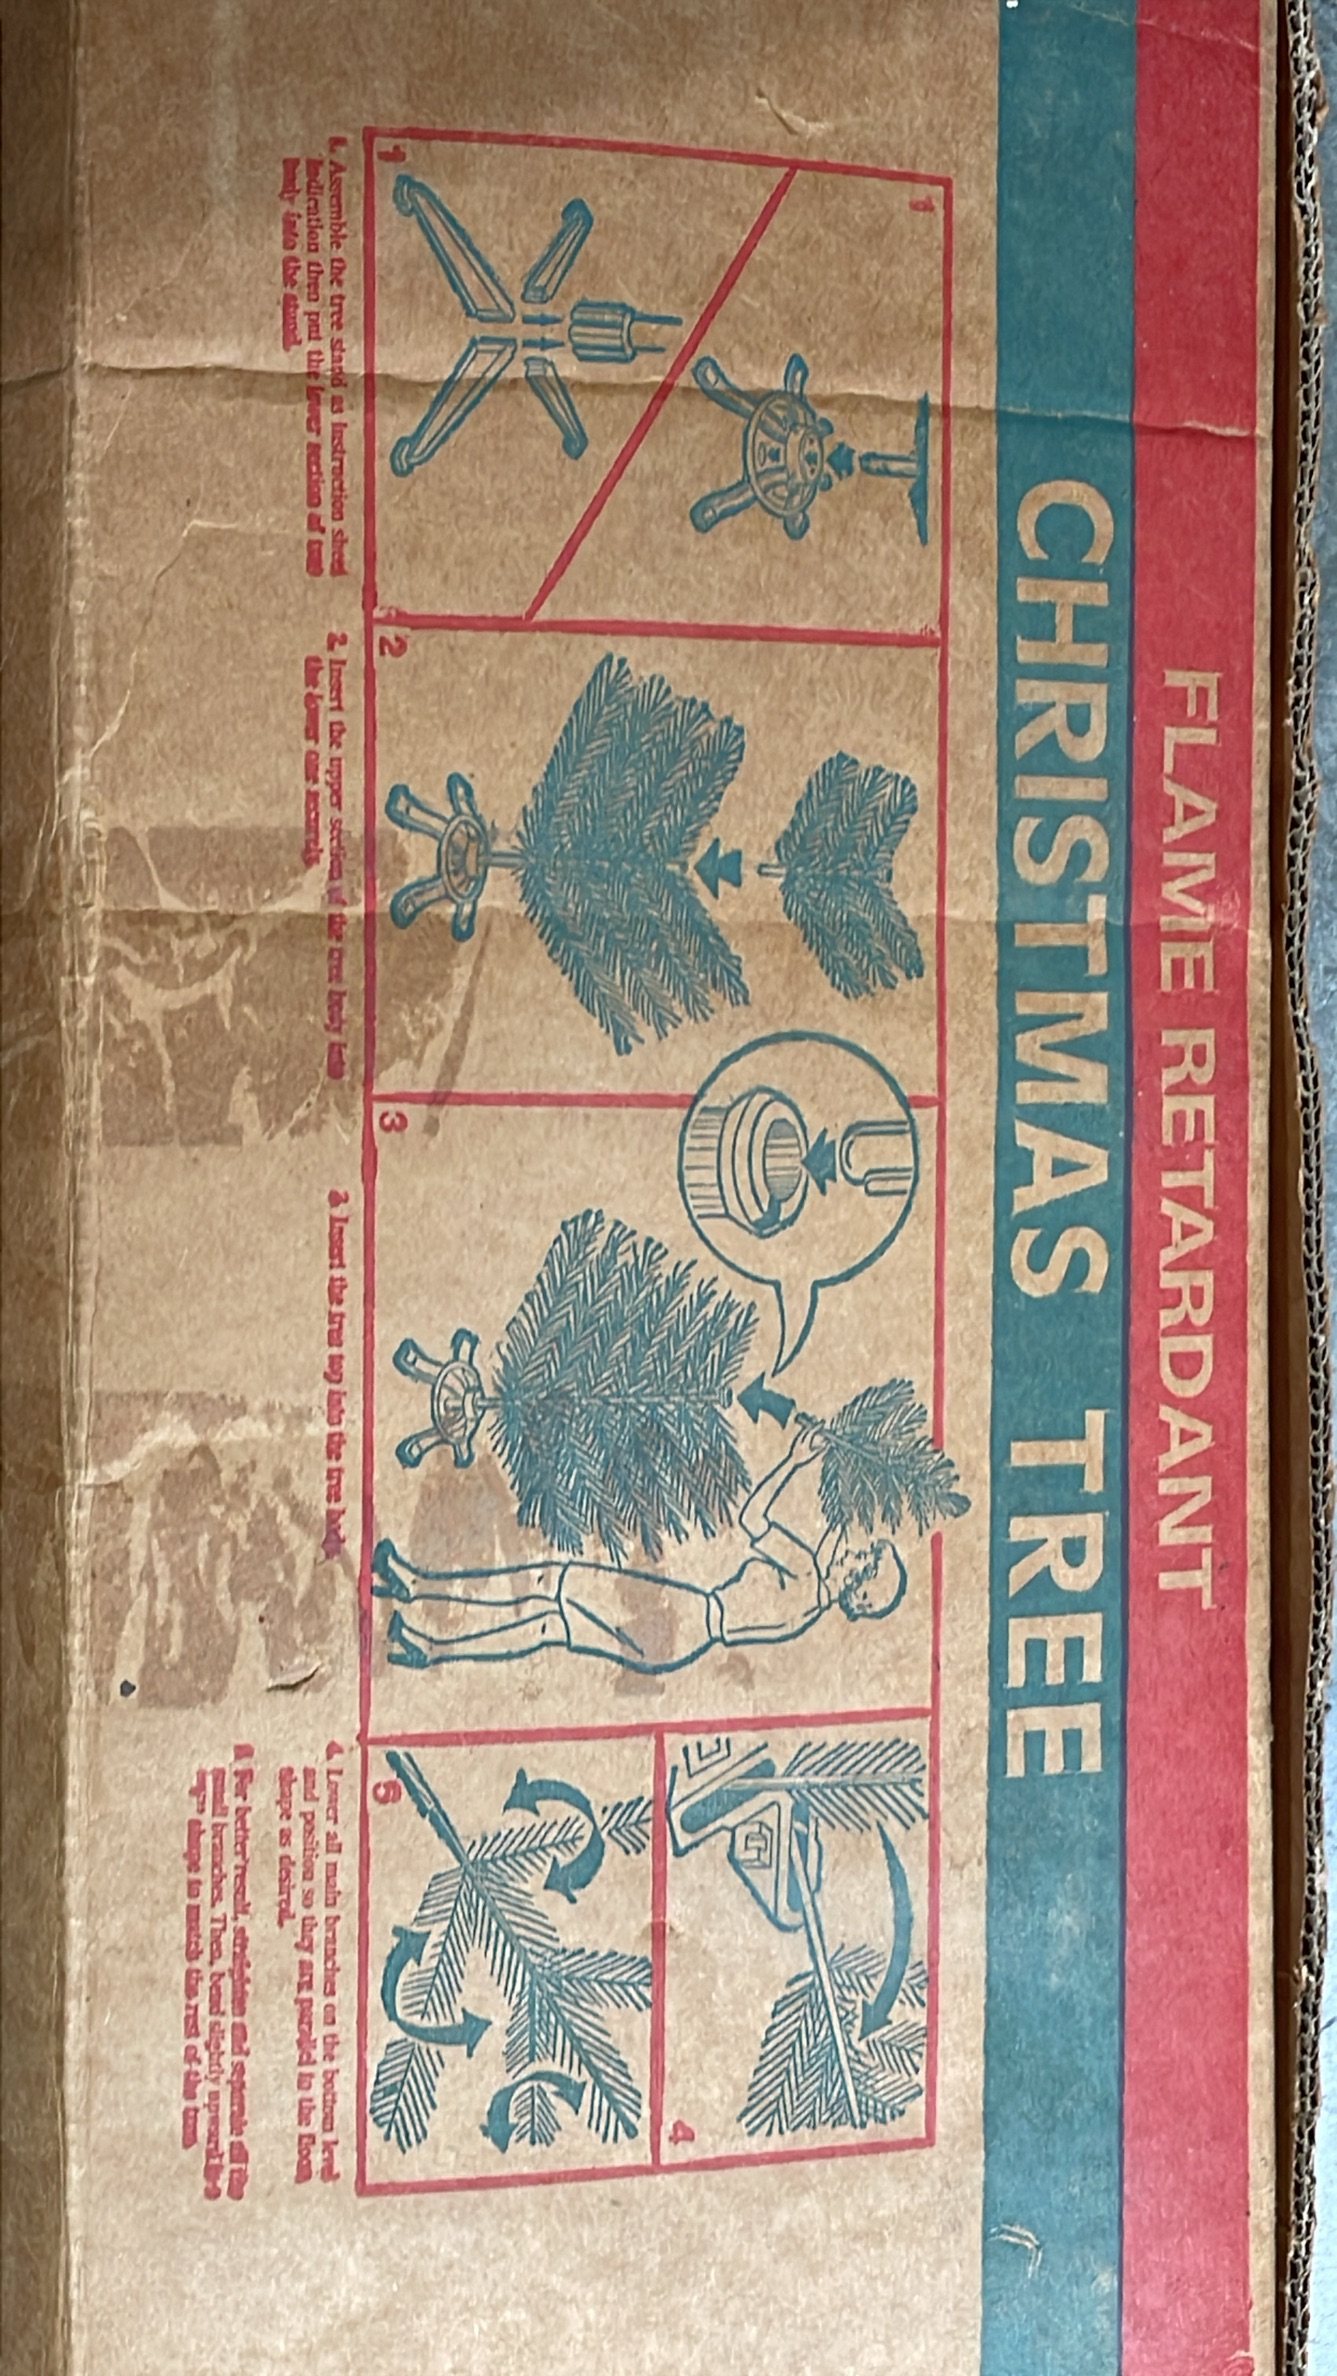 FLAME RETARDANT
CHRISTMAS TREE
1
1
2
3
4
5
1. Assemble the tree stand as instruction sheet
indication then put the lower section of tree
body into the stand.
2. Insert the upper section of the tree body into
the lower one securely.
3. Insert the tree top into the tree body.
4. Lower all main branches on the bottom level
and position so they are parallel to the floor,
shape as desired.
5. For better result, straighten and separate all the
small branches. Then, bend slightly upward
shape to match the rest of the tree